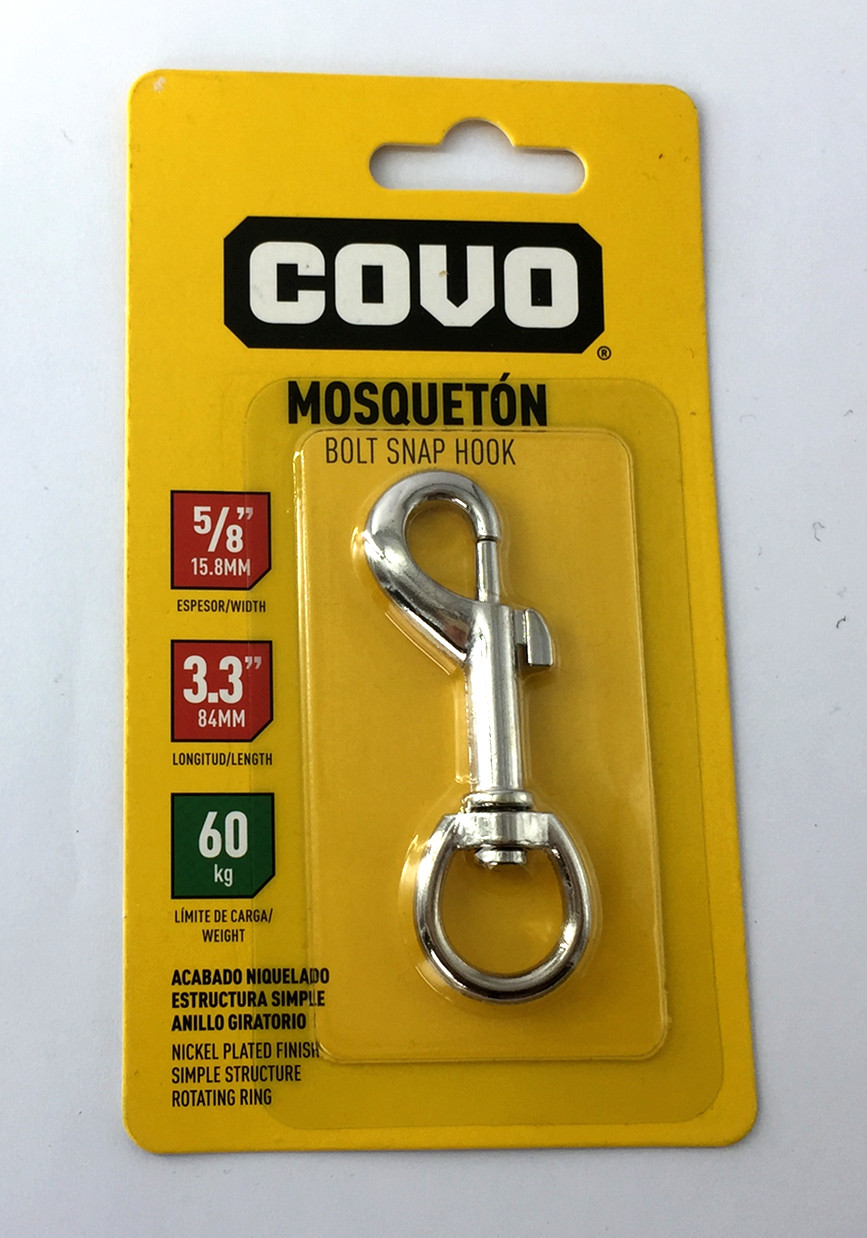 COVO
®
MOSQUETÓN
BOLT SNAP HOOK
5/8”
15.8MM
ESPESOR/WIDTH
3.3”
84MM
LONGITUD/LENGTH
60
kg
LÍMITE DE CARGA/
WEIGHT
ACABADO NIQUELADO
ESTRUCTURA SIMPLE
ANILLO GIRATORIO
NICKEL PLATED FINISH
SIMPLE STRUCTURE
ROTATING RING